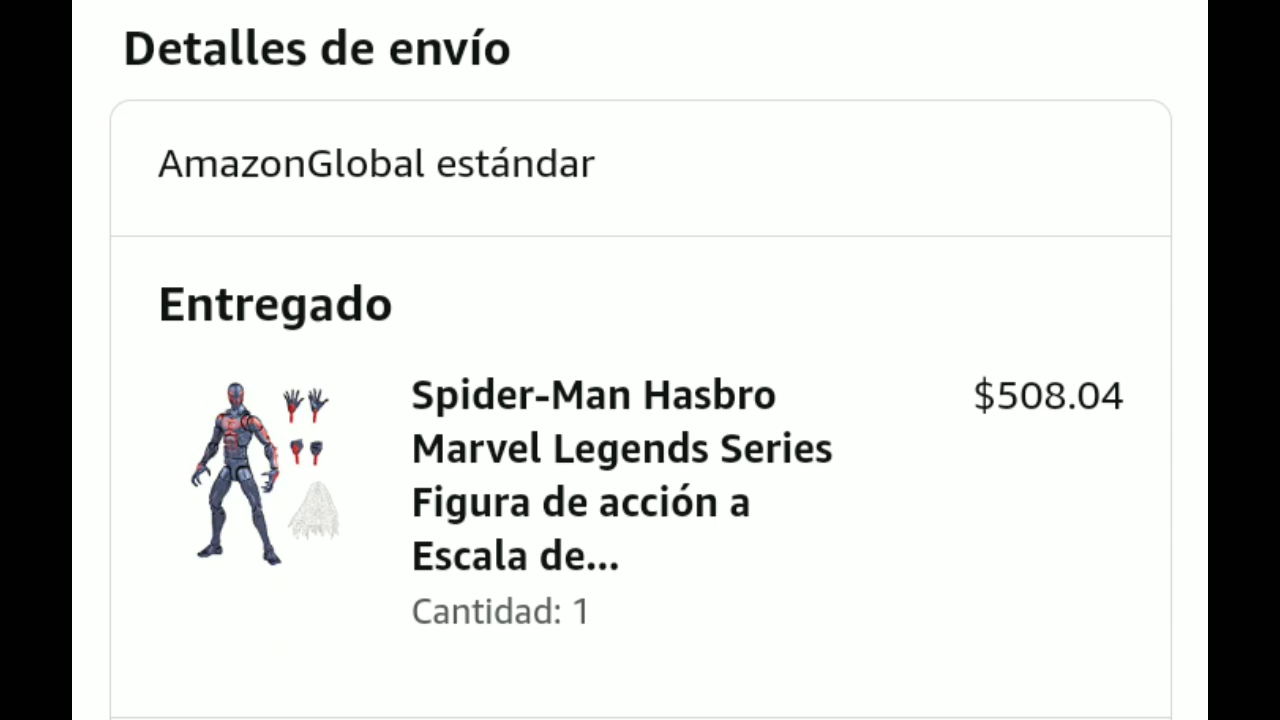 Detalles de envío
AmazonGlobal estándar
Entregado
Spider-Man Hasbro
Marvel Legends Series
Figura de acción a
Escala de...
$508.04
Cantidad: 1